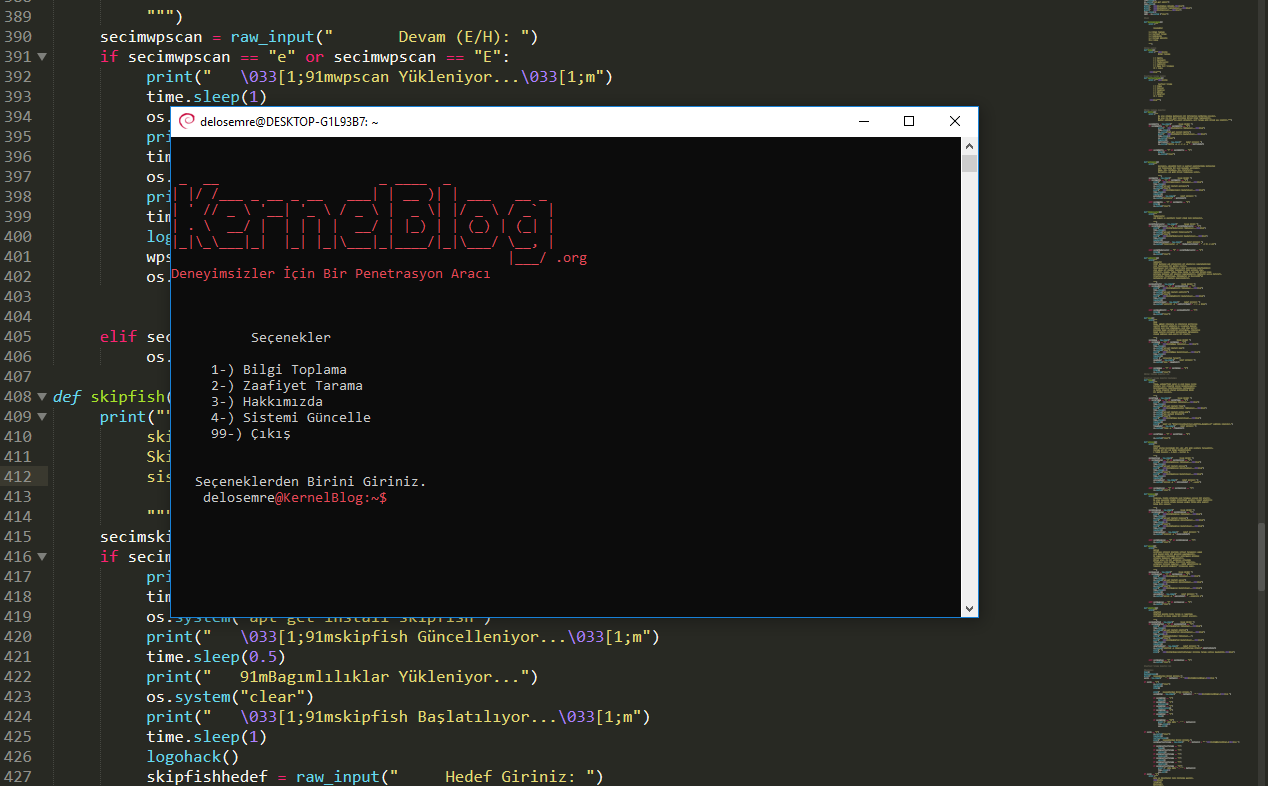 389 """)
390 secimwpscan = raw_input("       Devam (E/H): ")
391 if secimwpscan == "e" or secimwpscan == "E":
392 print("   \033[1;91mwpscan Yükleniyor...\033[1;m")
393 time.sleep(1)
394 os.
395 pri
396 tim
397 os.
398 pri
399 tim
400 log
401 wps
402 os.
403
404
405 elif sec
406 os.
407
408 def skipfish(
409 print(""
410 ski
411 Ski
412 sis
413
414 """
415 secimski
416 if secim
417 pri
418 tim
419 os.system("apt-get install skipfish")
420 print("   \033[1;91mskipfish Güncelleniyor...\033[1;m")
421 time.sleep(0.5)
422 print("   91mBagımlılıklar Yükleniyor...")
423 os.system("clear")
424 print("   \033[1;91mskipfish Başlatılıyor...\033[1;m")
425 time.sleep(1)
426 logohack()
427 skipfishhedef = raw_input("     Hedef Giriniz: ")
delosemre@DESKTOP-G1L93B7: ~
KernelBlog
.org
Deneyimsizler İçin Bir Penetrasyon Aracı
Seçenekler
1-) Bilgi Toplama
2-) Zaafiyet Tarama
3-) Hakkımızda
4-) Sistemi Güncelle
99-) Çıkış
Seçeneklerden Birini Giriniz.
delosemre@KernelBlog:~$